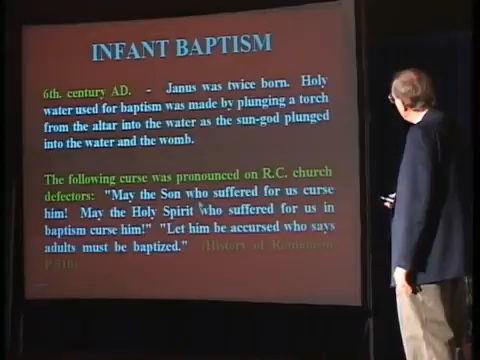 INFANT BAPTISM
6th. century AD. - Janus was twice born. Holy
water used for baptism was made by plunging a torch
from the altar into the water as the sun-god plunged
into the water and the womb.
The following curse was pronounced on R.C. church
defectors: "May the Son who suffered for us curse
him! May the Holy Spirit who suffered for us in
baptism curse him!" "Let him be accursed who says
adults must be baptized." (History of Romanism